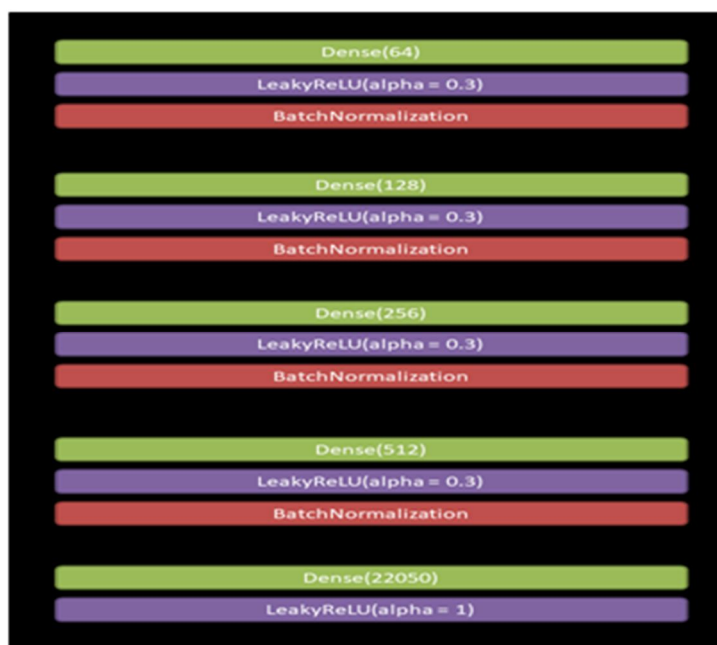 Dense(64)
LeakyReLU(alpha = 0.3)
BatchNormalization
Dense(128)
LeakyReLU(alpha = 0.3)
BatchNormalization
Dense(256)
LeakyReLU(alpha = 0.3)
BatchNormalization
Dense(512)
LeakyReLU(alpha = 0.3)
BatchNormalization
Dense(22050)
LeakyReLU(alpha = 1)